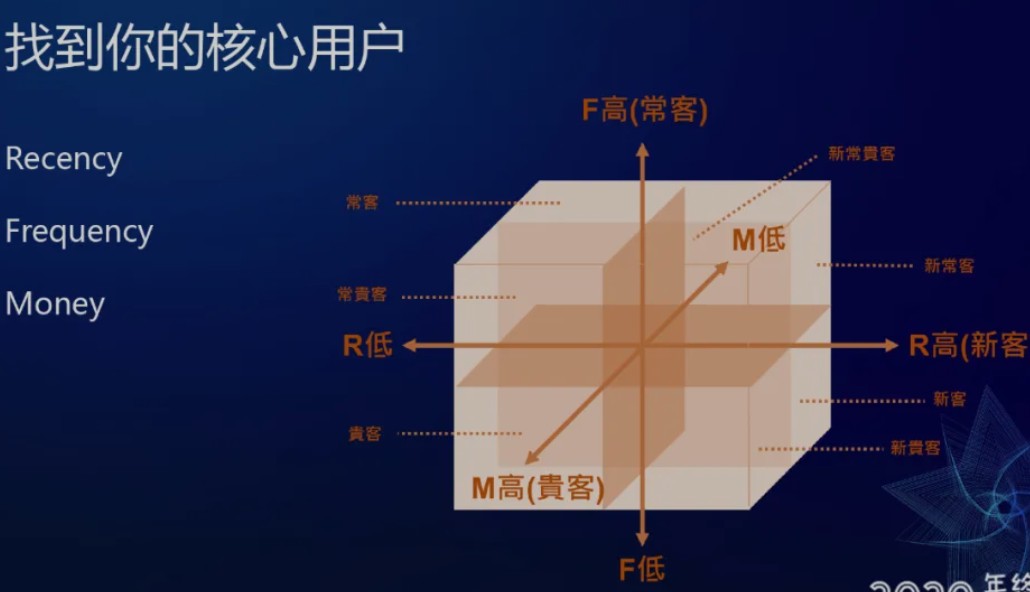 找到你的核心用户
Recency
Frequency
Money
F高(常客)
新常貴客
常客
M低
新常客
常貴客
R低
R高(新客
新客
貴客
新貴客
M高(貴客)
F低
2020 年终